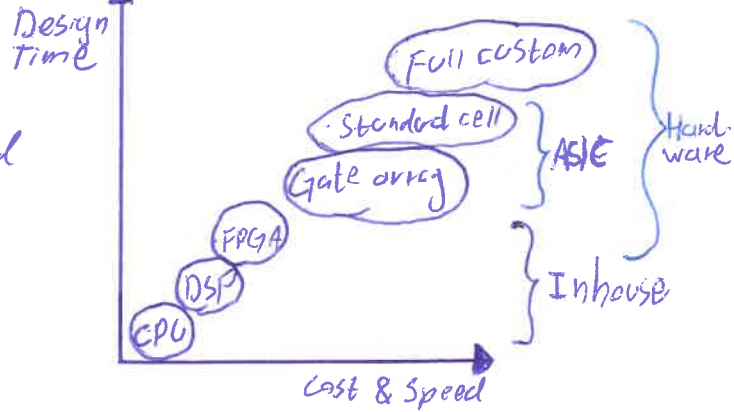 Design
Time
Full custom
Standard cell
Gate array
FPGA
DSP
CPU
ASIC
Hard-
ware
Inhouse
Cost & Speed